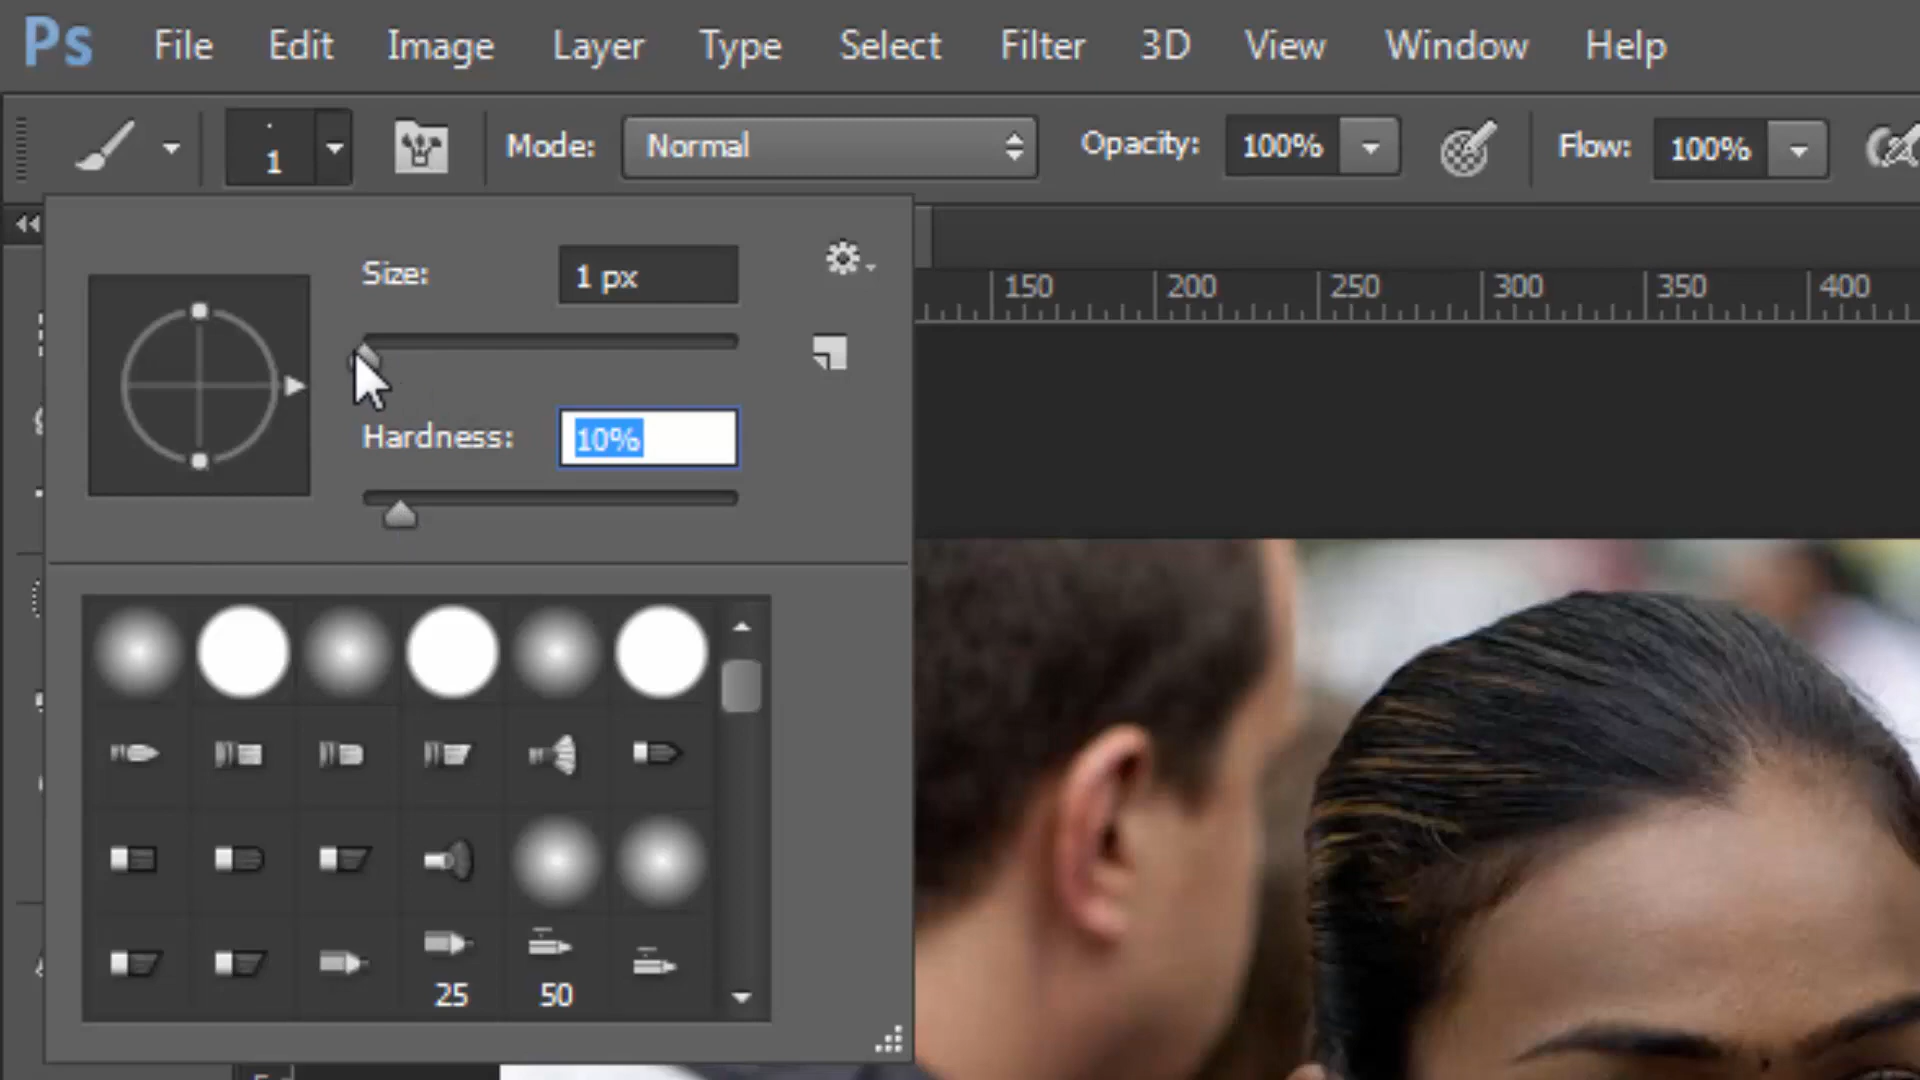 Ps File Edit Image Layer Type Select Filter 3D View Window Help
1 Mode: Normal Opacity: 100% Flow: 100%
Size: 1 px
150 200 250 300 350 400
Hardness: 10%
25 50